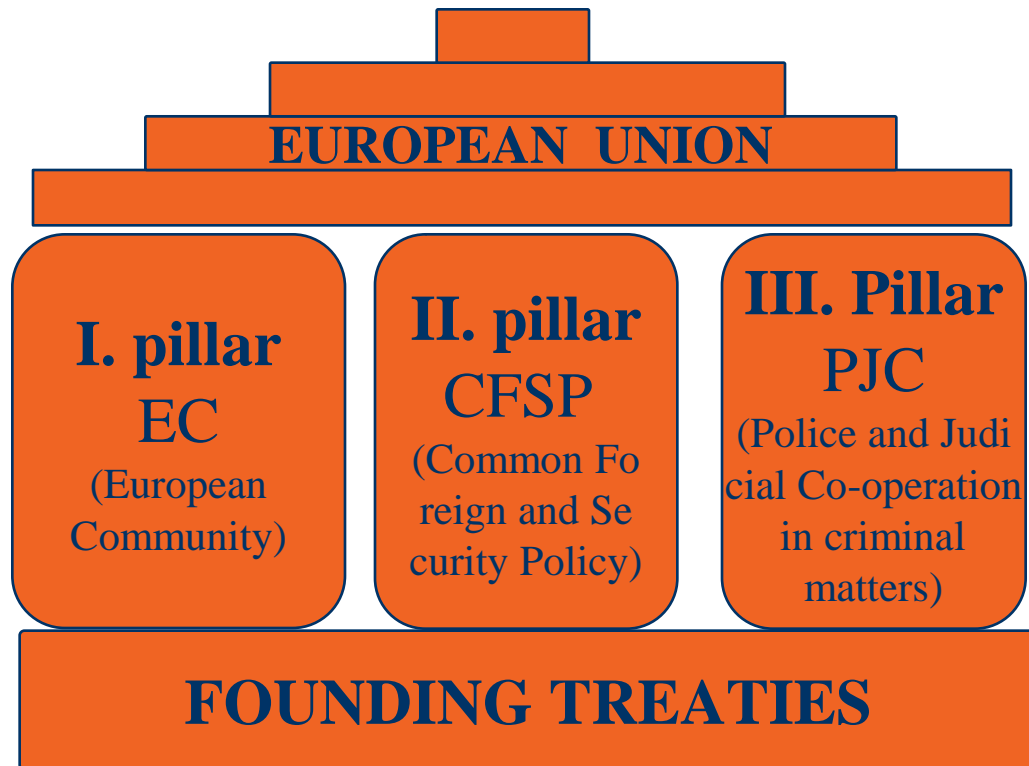 EUROPEAN UNION
I. pillar
EC
(European
Community)
II. pillar
CFSP
(Common Fo
reign and Se
curity Policy)
III. Pillar
PJC
(Police and Judi
cial Co-operation
in criminal
matters)
FOUNDING TREATIES